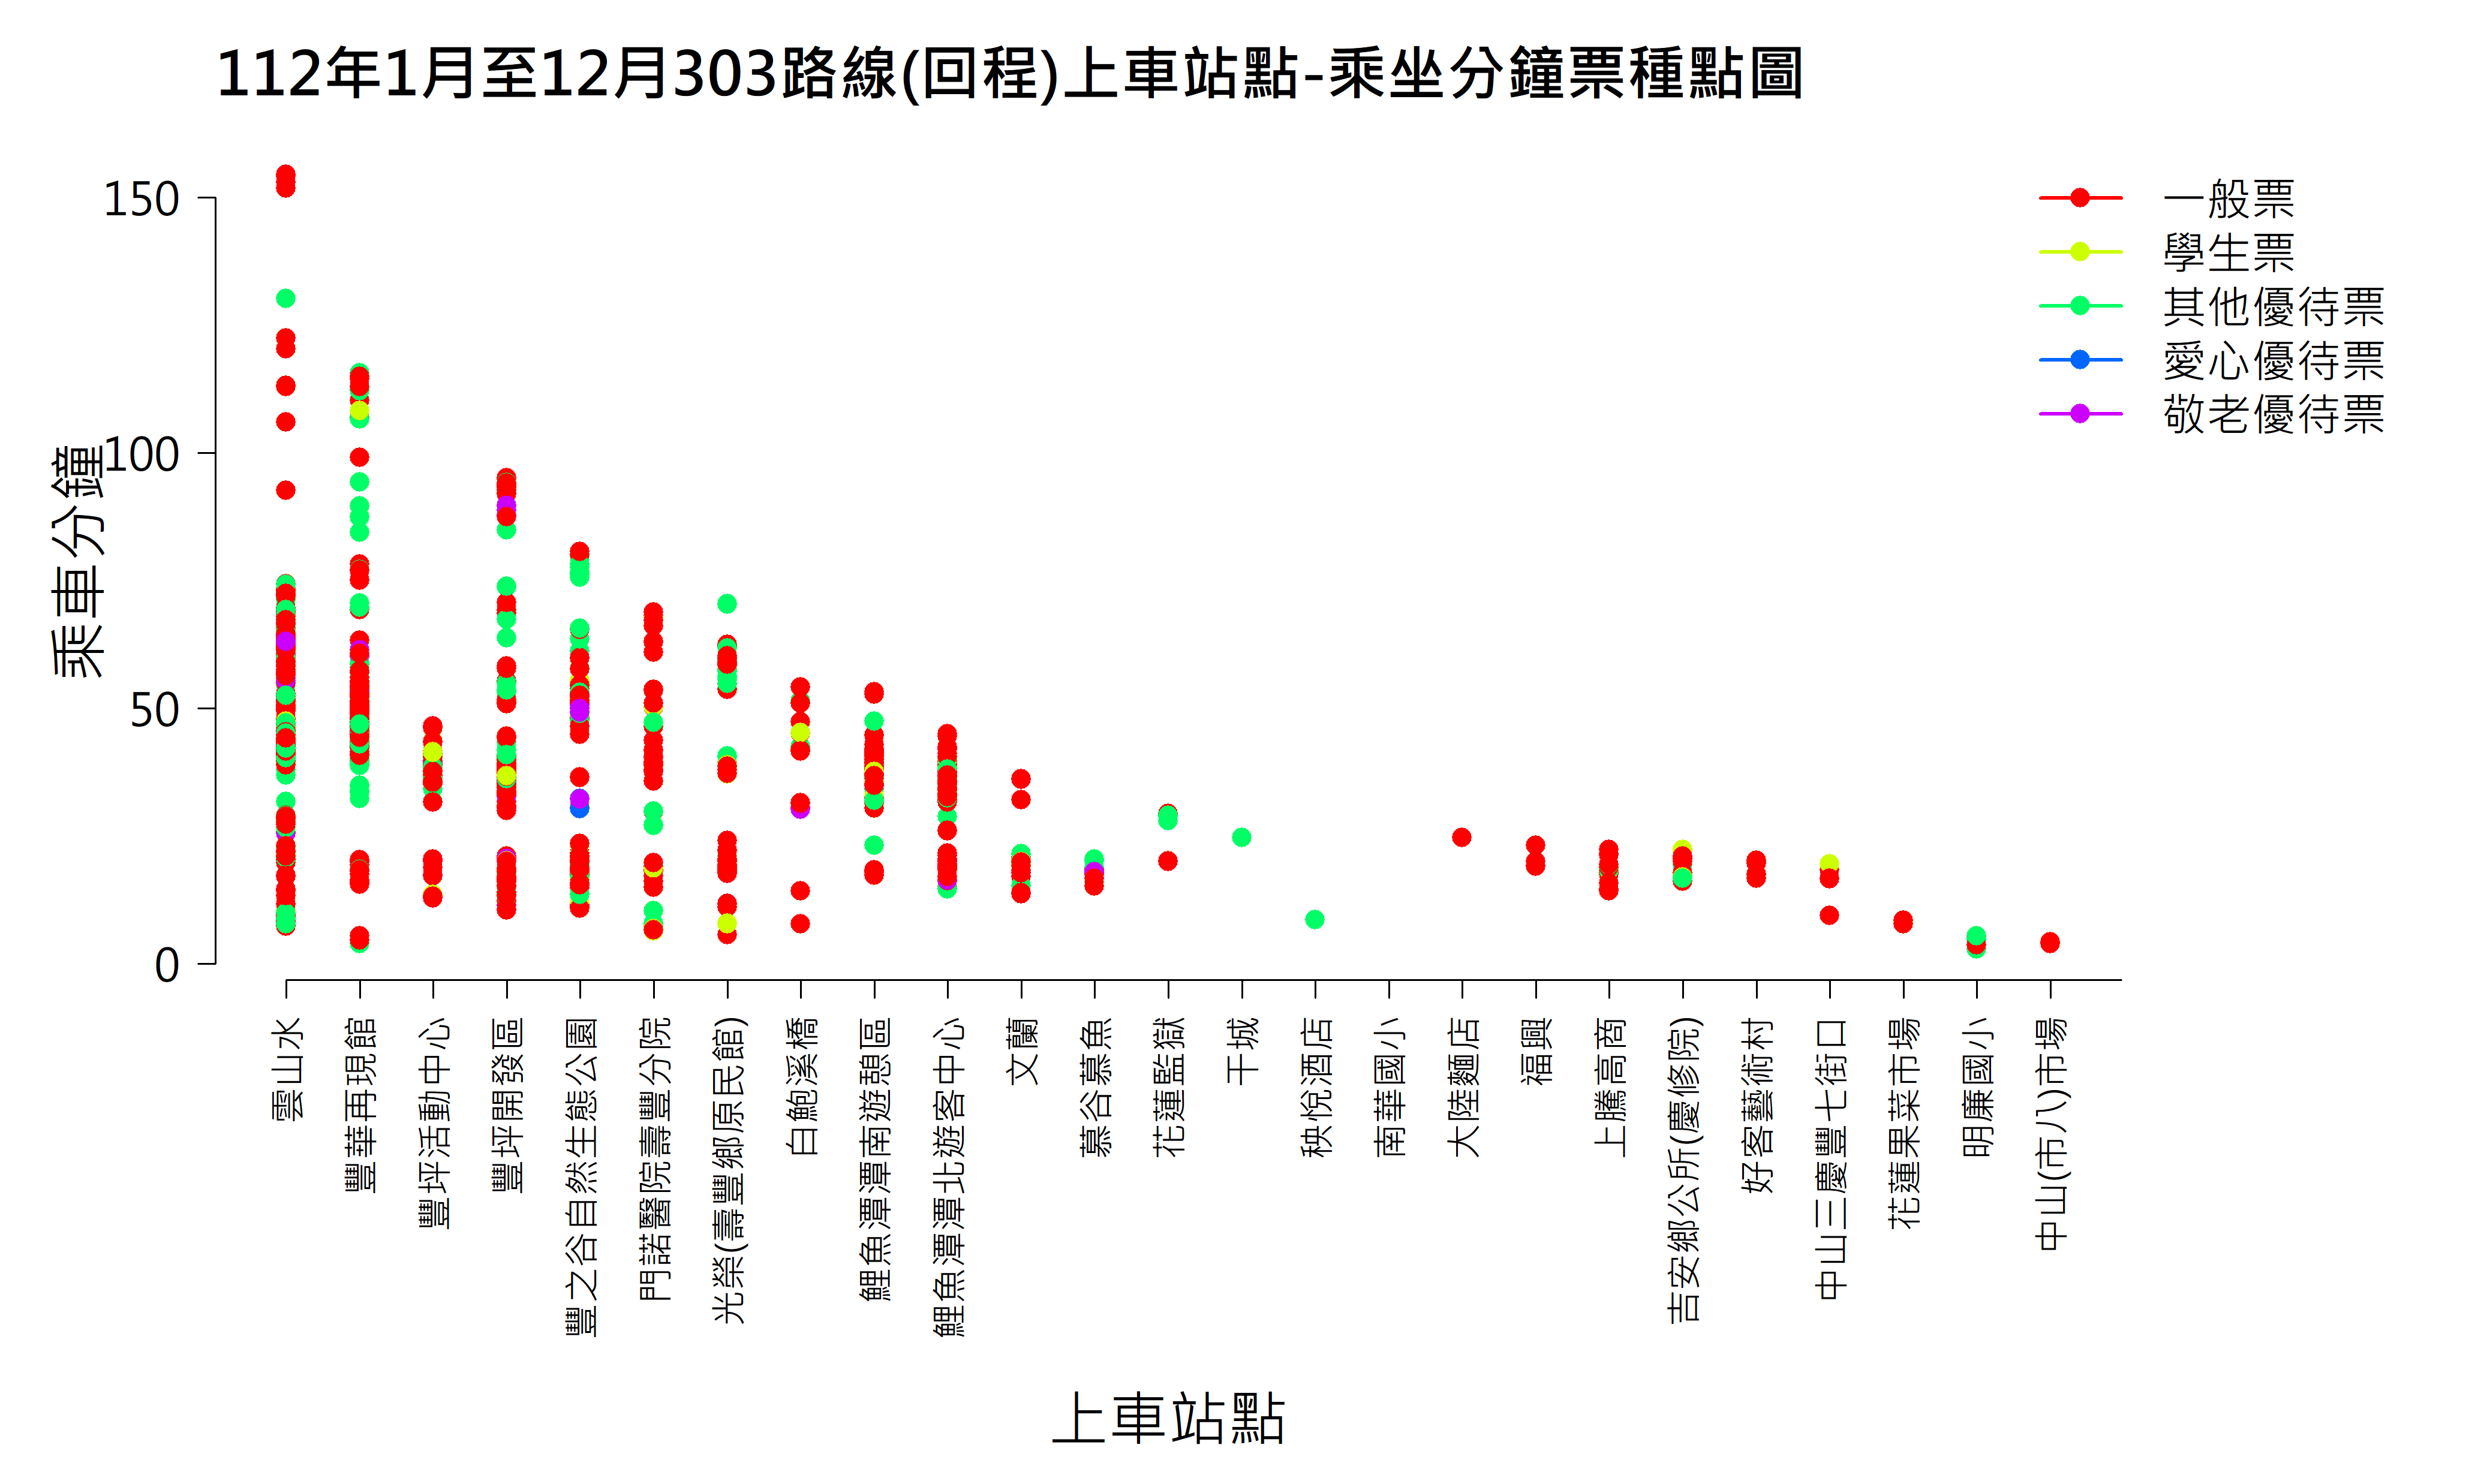 112年1月至12月303路線(回程)上車站點-乘坐分鐘票種點圖
一般票
學生票
其他優待票
愛心優待票
敬老優待票
乘車分鐘
150
100
50
0
雲山水
豐華再現館
豐坪活動中心
豐坪開發區
豐之谷自然生態公園
門諾醫院壽豐分院
光榮(壽豐鄉原民館)
白鮑溪橋
鯉魚潭潭南遊憩區
鯉魚潭潭北遊客中心
文蘭
慕谷慕魚
花蓮監獄
干城
秧悅酒店
南華國小
大陸麵店
福興
上騰高商
吉安鄉公所(慶修院)
好客藝術村
中山三慶豐七街口
花蓮果菜市場
明廉國小
中山(市八)市場
上車站點